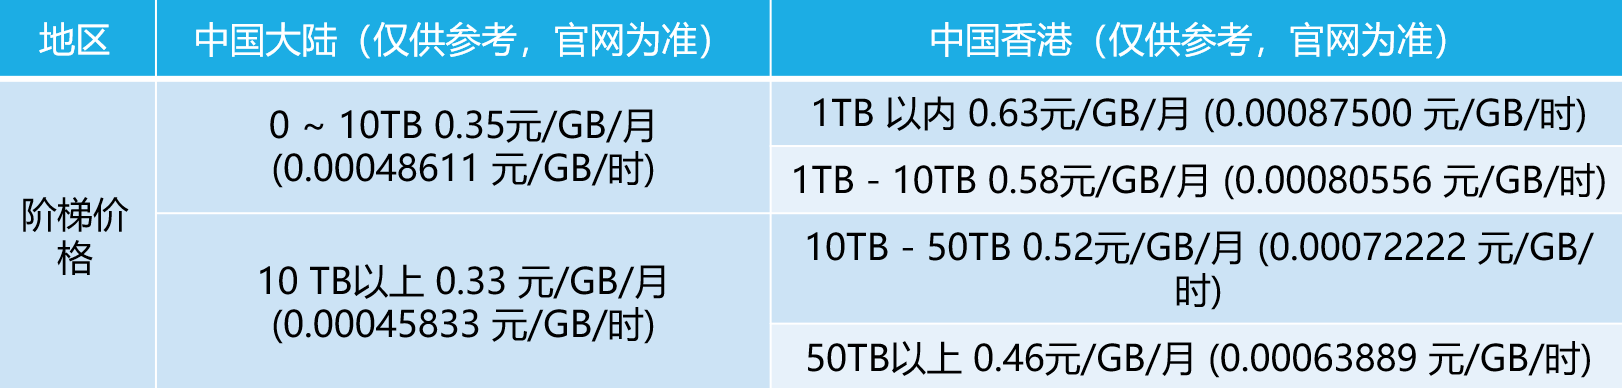 地区
中国大陆（仅供参考，官网为准）
中国香港（仅供参考，官网为准）
阶梯价
格
0 ~ 10TB 0.35元/GB/月
(0.00048611 元/GB/时)
10 TB以上 0.33 元/GB/月
(0.00045833 元/GB/时)
1TB 以内 0.63元/GB/月 (0.00087500 元/GB/时)
1TB - 10TB 0.58元/GB/月 (0.00080556 元/GB/时)
10TB - 50TB 0.52元/GB/月 (0.00072222 元/GB/
时)
50TB以上 0.46元/GB/月 (0.00063889 元/GB/时)